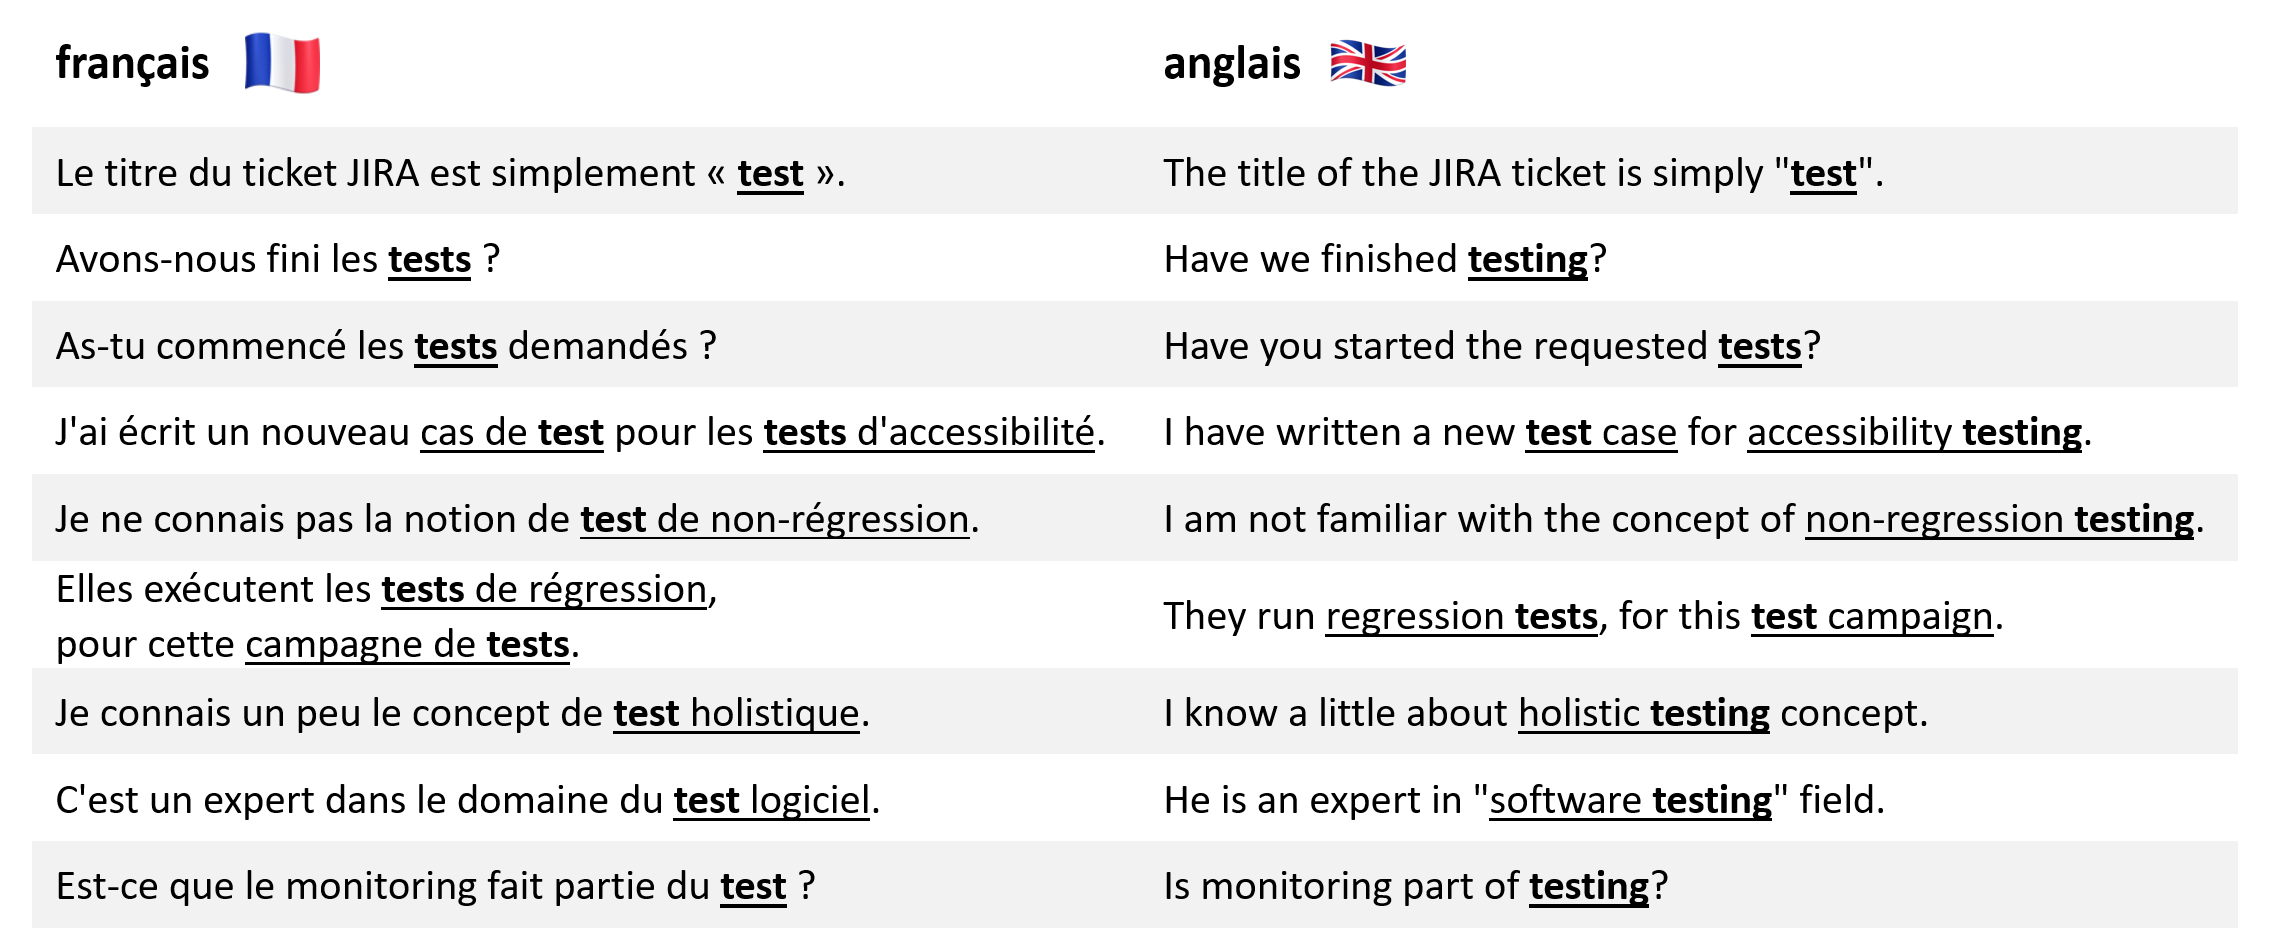 français anglais
Le titre du ticket JIRA est simplement « test ». The title of the JIRA ticket is simply "test".
Avons-nous fini les tests ? Have we finished testing?
As-tu commencé les tests demandés ? Have you started the requested tests?
J'ai écrit un nouveau cas de test pour les tests d'accessibilité. I have written a new test case for accessibility testing.
Je ne connais pas la notion de test de non-régression. I am not familiar with the concept of non-regression testing.
Elles exécutent les tests de régression,
pour cette campagne de tests. They run regression tests, for this test campaign.
Je connais un peu le concept de test holistique. I know a little about holistic testing concept.
C'est un expert dans le domaine du test logiciel. He is an expert in "software testing" field.
Est-ce que le monitoring fait partie du test ? Is monitoring part of testing?